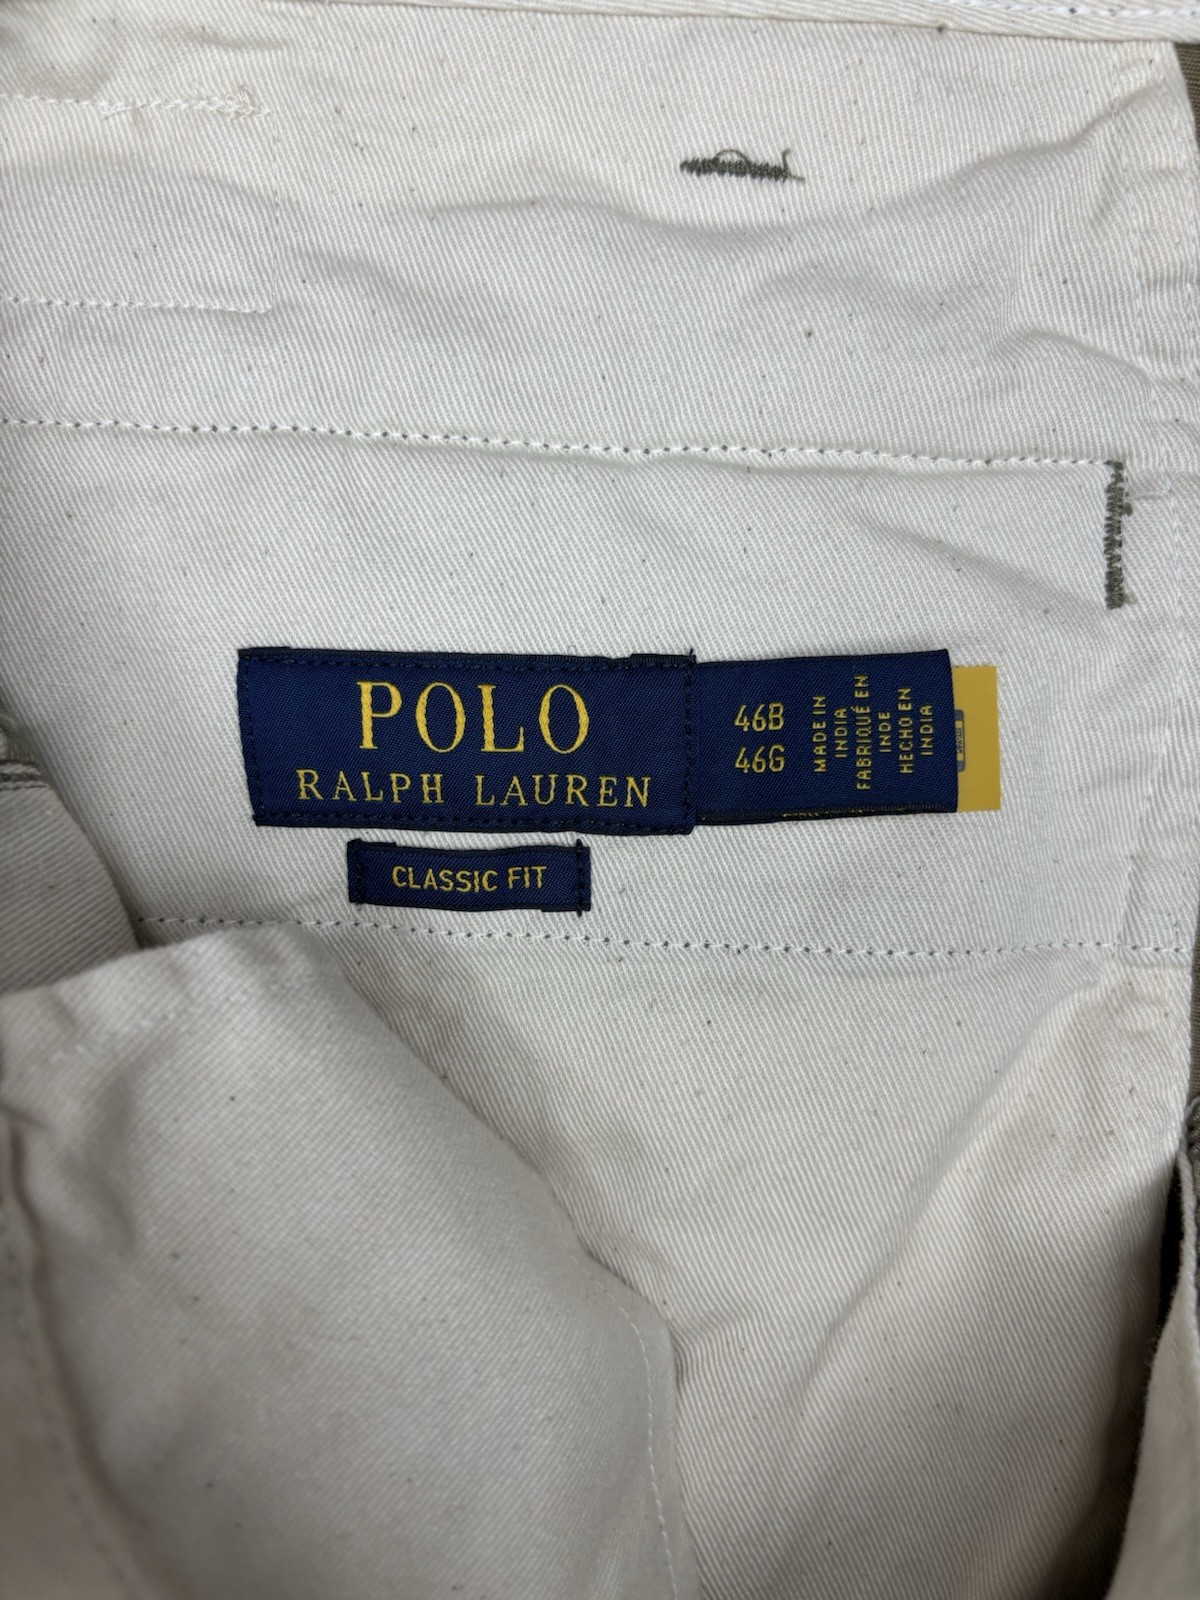 POLO
RALPH LAUREN
46B
46G
MADE IN
INDIA
FABRIQUÉ EN
INDE
HECHO EN
INDIA
CLASSIC FIT